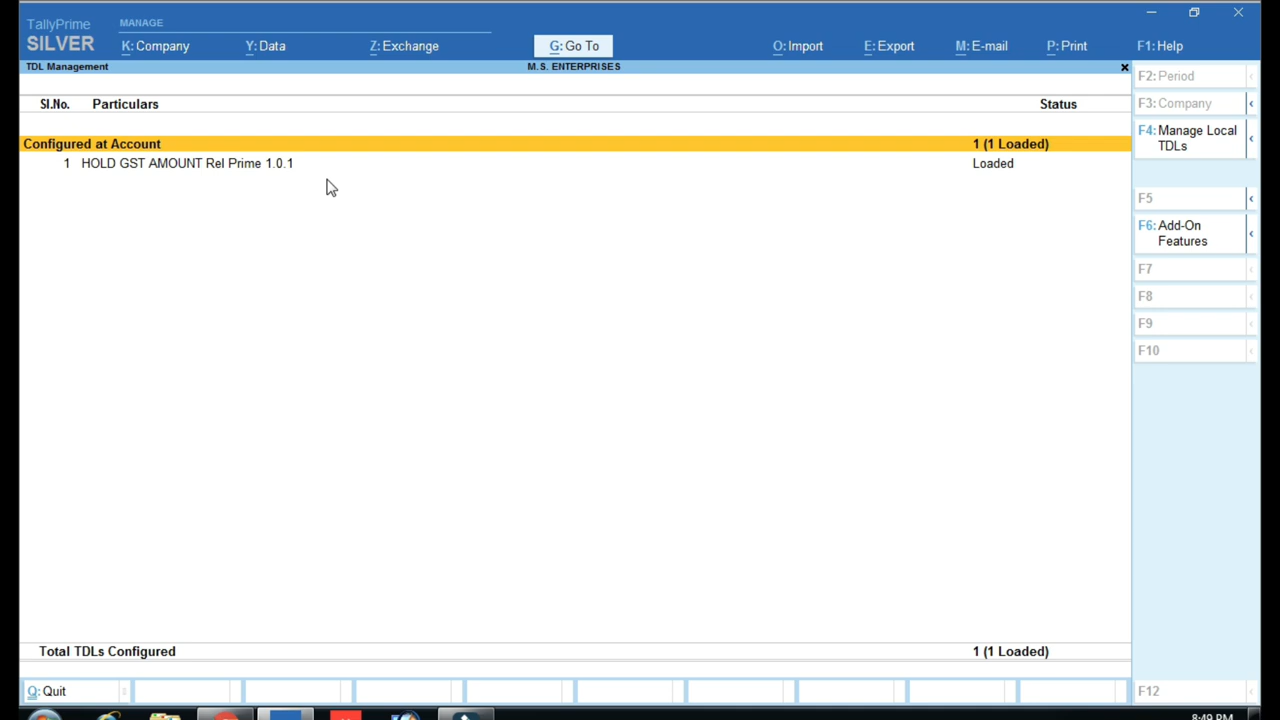 TallyPrime
MANAGE
SILVER
K: Company
Y: Data
Z: Exchange
G: Go To
O: Import
E: Export
M: E-mail
P: Print
F1: Help
TDL Management
M.S. ENTERPRISES
F2: Period
Sl.No. Particulars Status
F3: Company
F4: Manage Local
TDLs
Configured at Account 1 (1 Loaded)
1 HOLD GST AMOUNT Rel Prime 1.0.1 Loaded
F5
F6: Add-On
Features
F7
F8
F9
F10
Total TDLs Configured 1 (1 Loaded)
Q: Quit
F12
8:49 PM